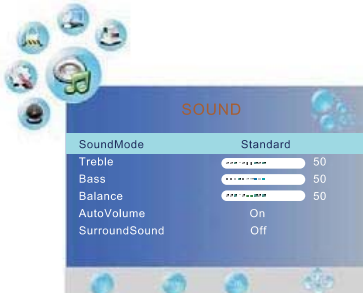 SOUND
SoundMode Standard
Treble 50
Bass 50
Balance 50
AutoVolume On
SurroundSound Off